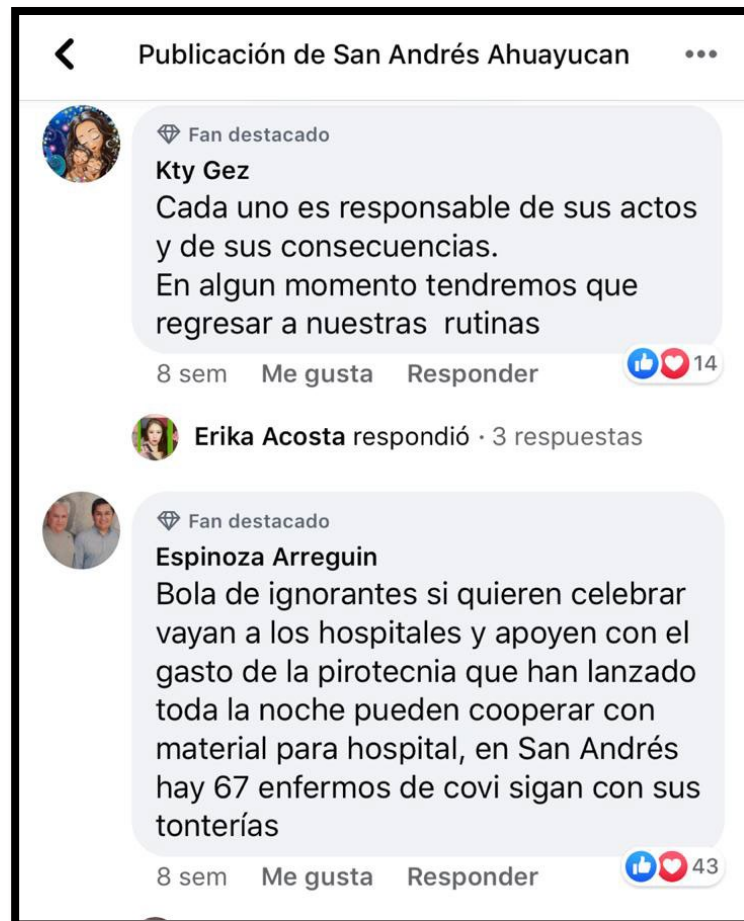 Publicación de San Andrés Ahuayucan
Fan destacado
Kty Gez
Cada uno es responsable de sus actos
y de sus consecuencias.
En algun momento tendremos que
regresar a nuestras rutinas
8 sem Me gusta Responder 14
Erika Acosta respondió · 3 respuestas
Fan destacado
Espinoza Arreguin
Bola de ignorantes si quieren celebrar
vayan a los hospitales y apoyen con el
gasto de la pirotecnia que han lanzado
toda la noche pueden cooperar con
material para hospital, en San Andrés
hay 67 enfermos de covi sigan con sus
tonterías
8 sem Me gusta Responder 43